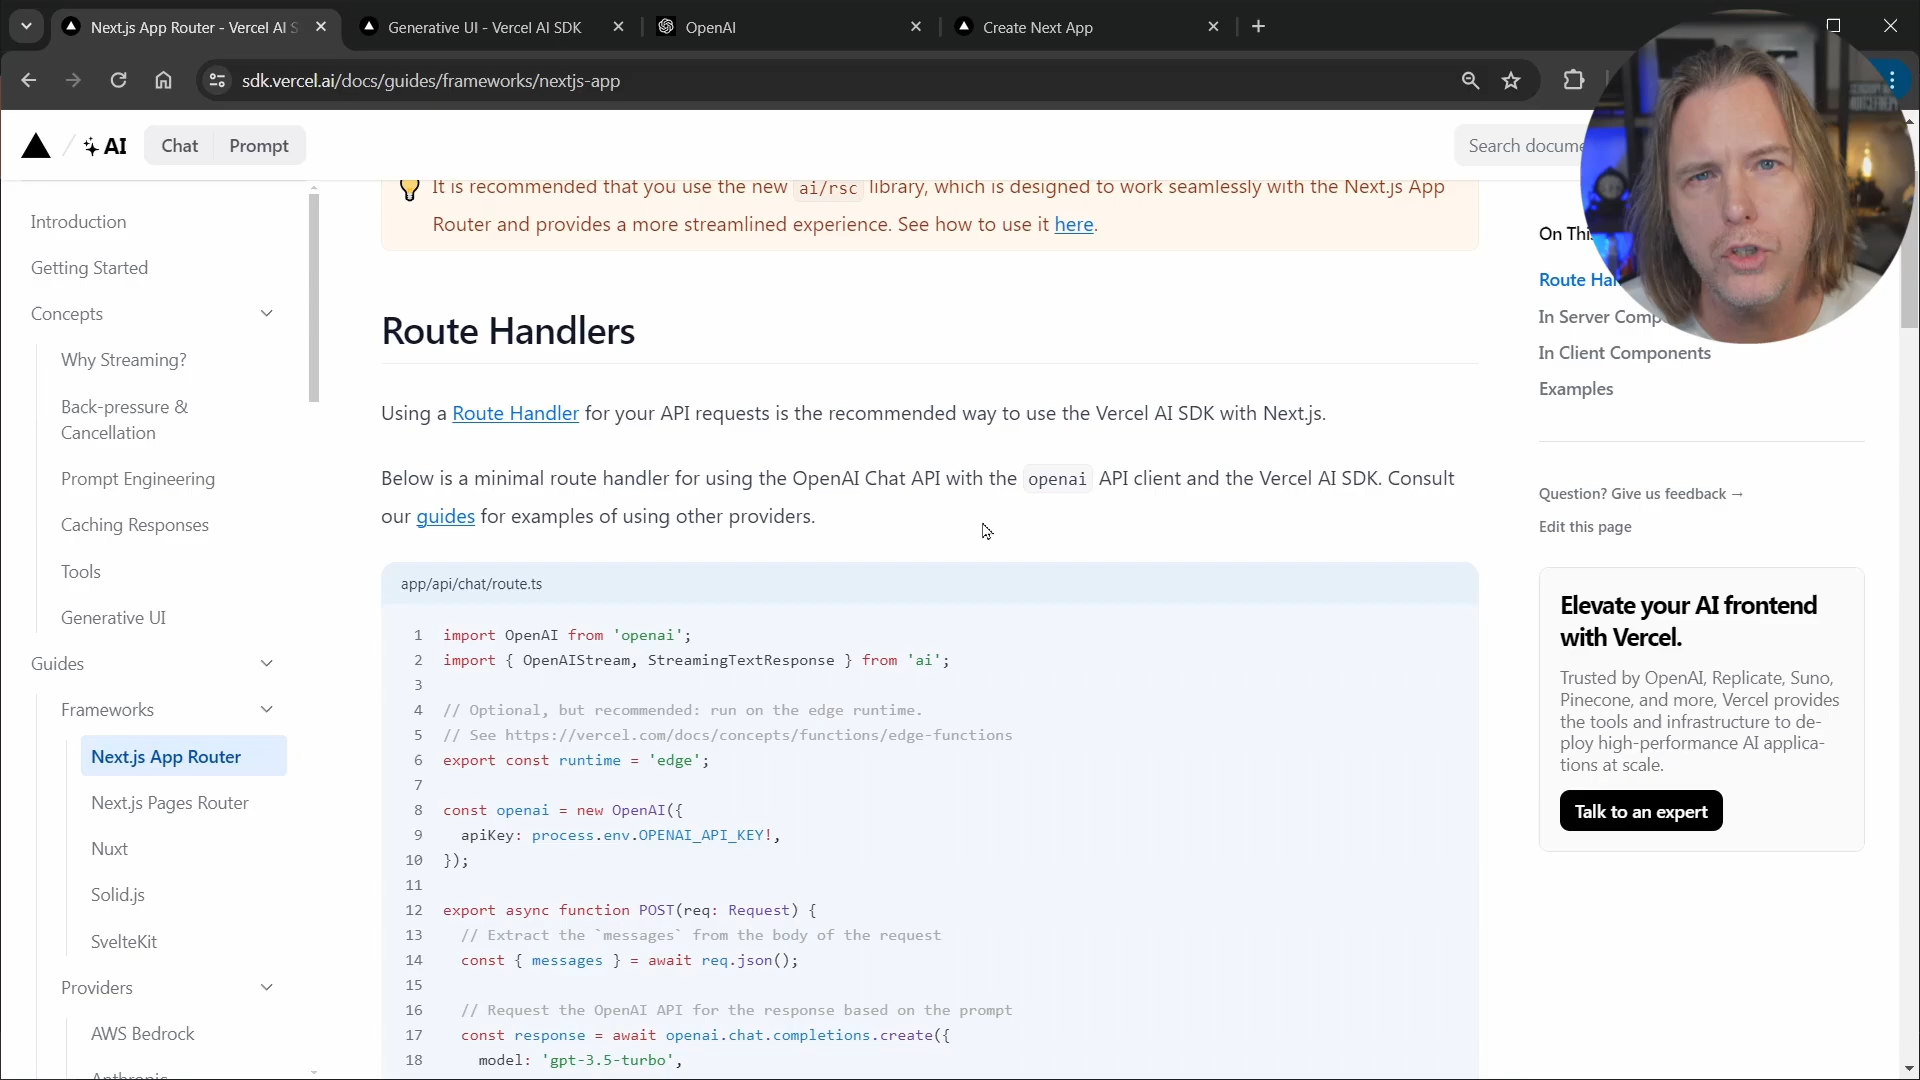 Next.js App Router - Vercel AI S
Generative UI - Vercel AI SDK
OpenAI
Create Next App
sdk.vercel.ai/docs/guides/frameworks/nextjs-app
AI
Chat
Prompt
Search docume
Introduction
Getting Started
Concepts
Why Streaming?
Back-pressure &
Cancellation
Prompt Engineering
Caching Responses
Tools
Generative UI
Guides
Frameworks
Next.js App Router
Next.js Pages Router
Nuxt
Solid.js
SvelteKit
Providers
AWS Bedrock
Anthropic
It is recommended that you use the new ai/rsc library, which is designed to work seamlessly with the Next.js App
Router and provides a more streamlined experience. See how to use it here.
Route Handlers
Using a Route Handler for your API requests is the recommended way to use the Vercel AI SDK with Next.js.
Below is a minimal route handler for using the OpenAI Chat API with the openai API client and the Vercel AI SDK. Consult
our guides for examples of using other providers.
app/api/chat/route.ts
1 import OpenAI from 'openai';
2 import { OpenAIStream, StreamingTextResponse } from 'ai';
3
4 // Optional, but recommended: run on the edge runtime.
5 // See https://vercel.com/docs/concepts/functions/edge-functions
6 export const runtime = 'edge';
7
8 const openai = new OpenAI({
9 apiKey: process.env.OPENAI_API_KEY!,
10 });
11
12 export async function POST(req: Request) {
13 // Extract the `messages` from the body of the request
14 const { messages } = await req.json();
15
16 // Request the OpenAI API for the response based on the prompt
17 const response = await openai.chat.completions.create({
18 model: 'gpt-3.5-turbo',
On This
Route Han
In Server Comp
In Client Components
Examples
Question? Give us feedback →
Edit this page
Elevate your AI frontend
with Vercel.
Trusted by OpenAI, Replicate, Suno,
Pinecone, and more, Vercel provides
the tools and infrastructure to de-
ploy high-performance AI applica-
tions at scale.
Talk to an expert